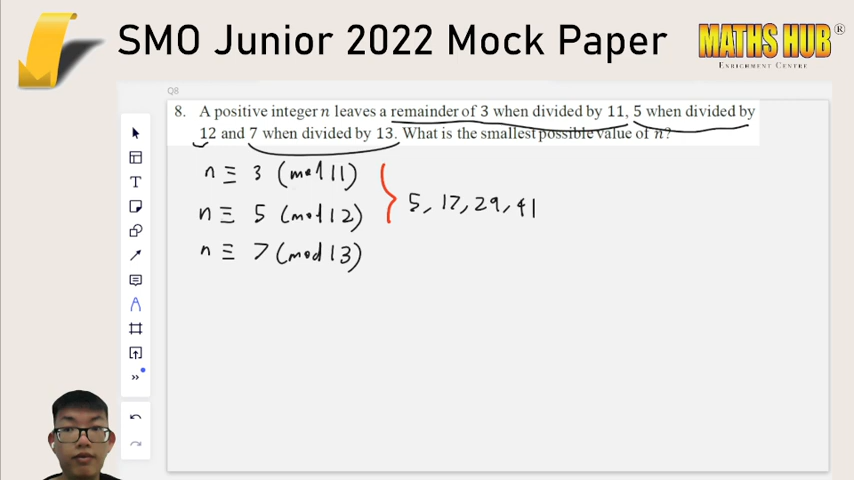 SMO Junior 2022 Mock Paper
MATHS HUB®
ENRICHMENT CENTRE
Q8
8. A positive integer n leaves a remainder of 3 when divided by 11, 5 when divided by
12 and 7 when divided by 13. What is the smallest possible value of n?
n ≡ 3 (mod 11)
n ≡ 5 (mod 12)
5, 17, 29, 41
n ≡ 7 (mod 13)
T